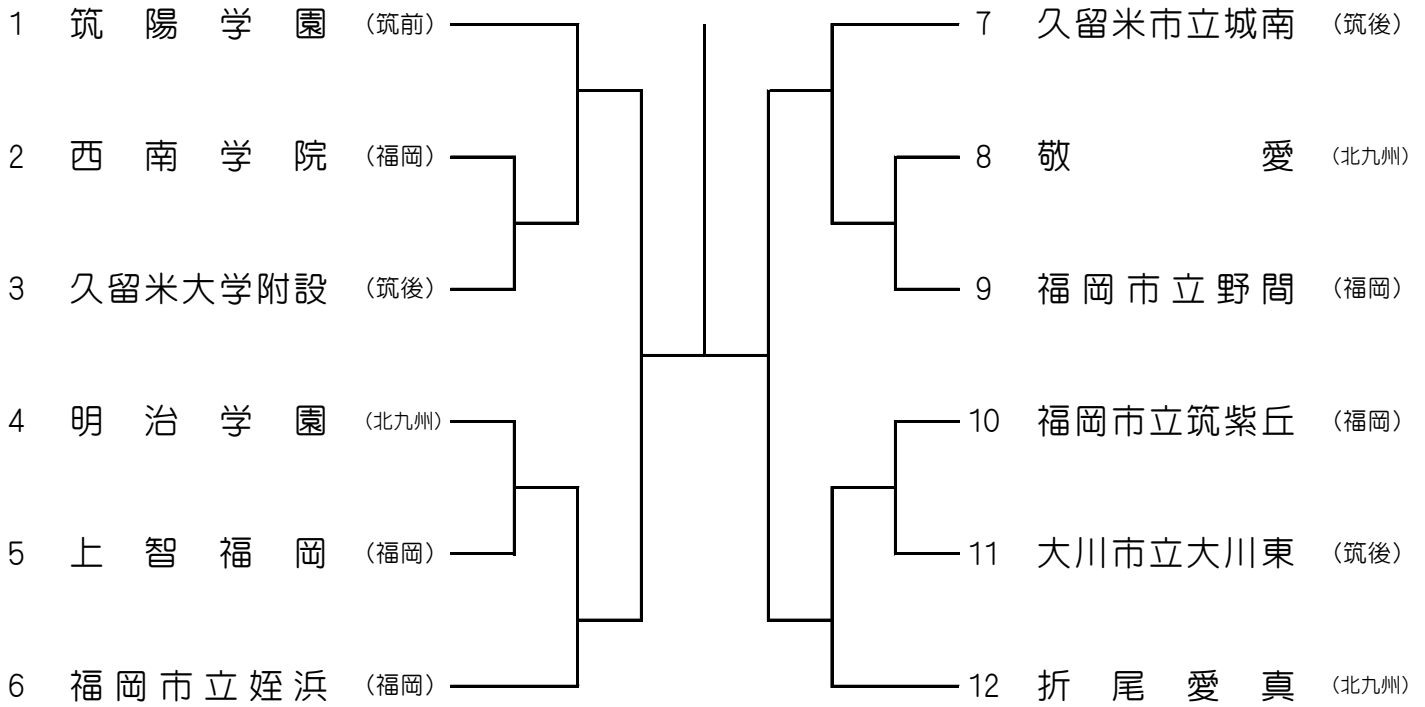 1 筑陽学園 (筑前)
2 西南学院 (福岡)
3 久留米大学附設 (筑後)
4 明治学園 (北九州)
5 上智福岡 (福岡)
6 福岡市立姪浜 (福岡)
7 久留米市立城南 (筑後)
8 敬愛 (北九州)
9 福岡市立野間 (福岡)
10 福岡市立筑紫丘 (福岡)
11 大川市立大川東 (筑後)
12 折尾愛真 (北九州)